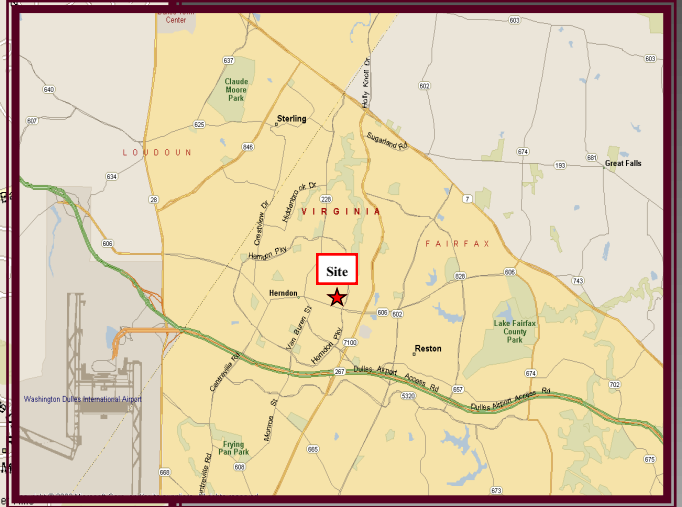 Center
603
637
603
Claude
Moore
Park
Holly Knoll Dr
602
640
607
Sterling
625
Sugarland Rd
846
LOUDOUN
674
681
193
Great Falls
634
Hiddenbrook Dr
28
228
7
Crestview Dr
VIRGINIA
606
FAIRFAX
Herndon Pky
Site
828
606
743
Herndon
606
602
Van Buren St
Herndon Pky
Lake Fairfax
County
Park
7100
Reston
Centreville Rd
267
Dulles Airport Access Rd
674
702
657
5320
Dulles Airport Access Rd
Washington Dulles International Airport
Monroe St
Frying
Pan Park
665
Centreville Rd
608
668
675
673